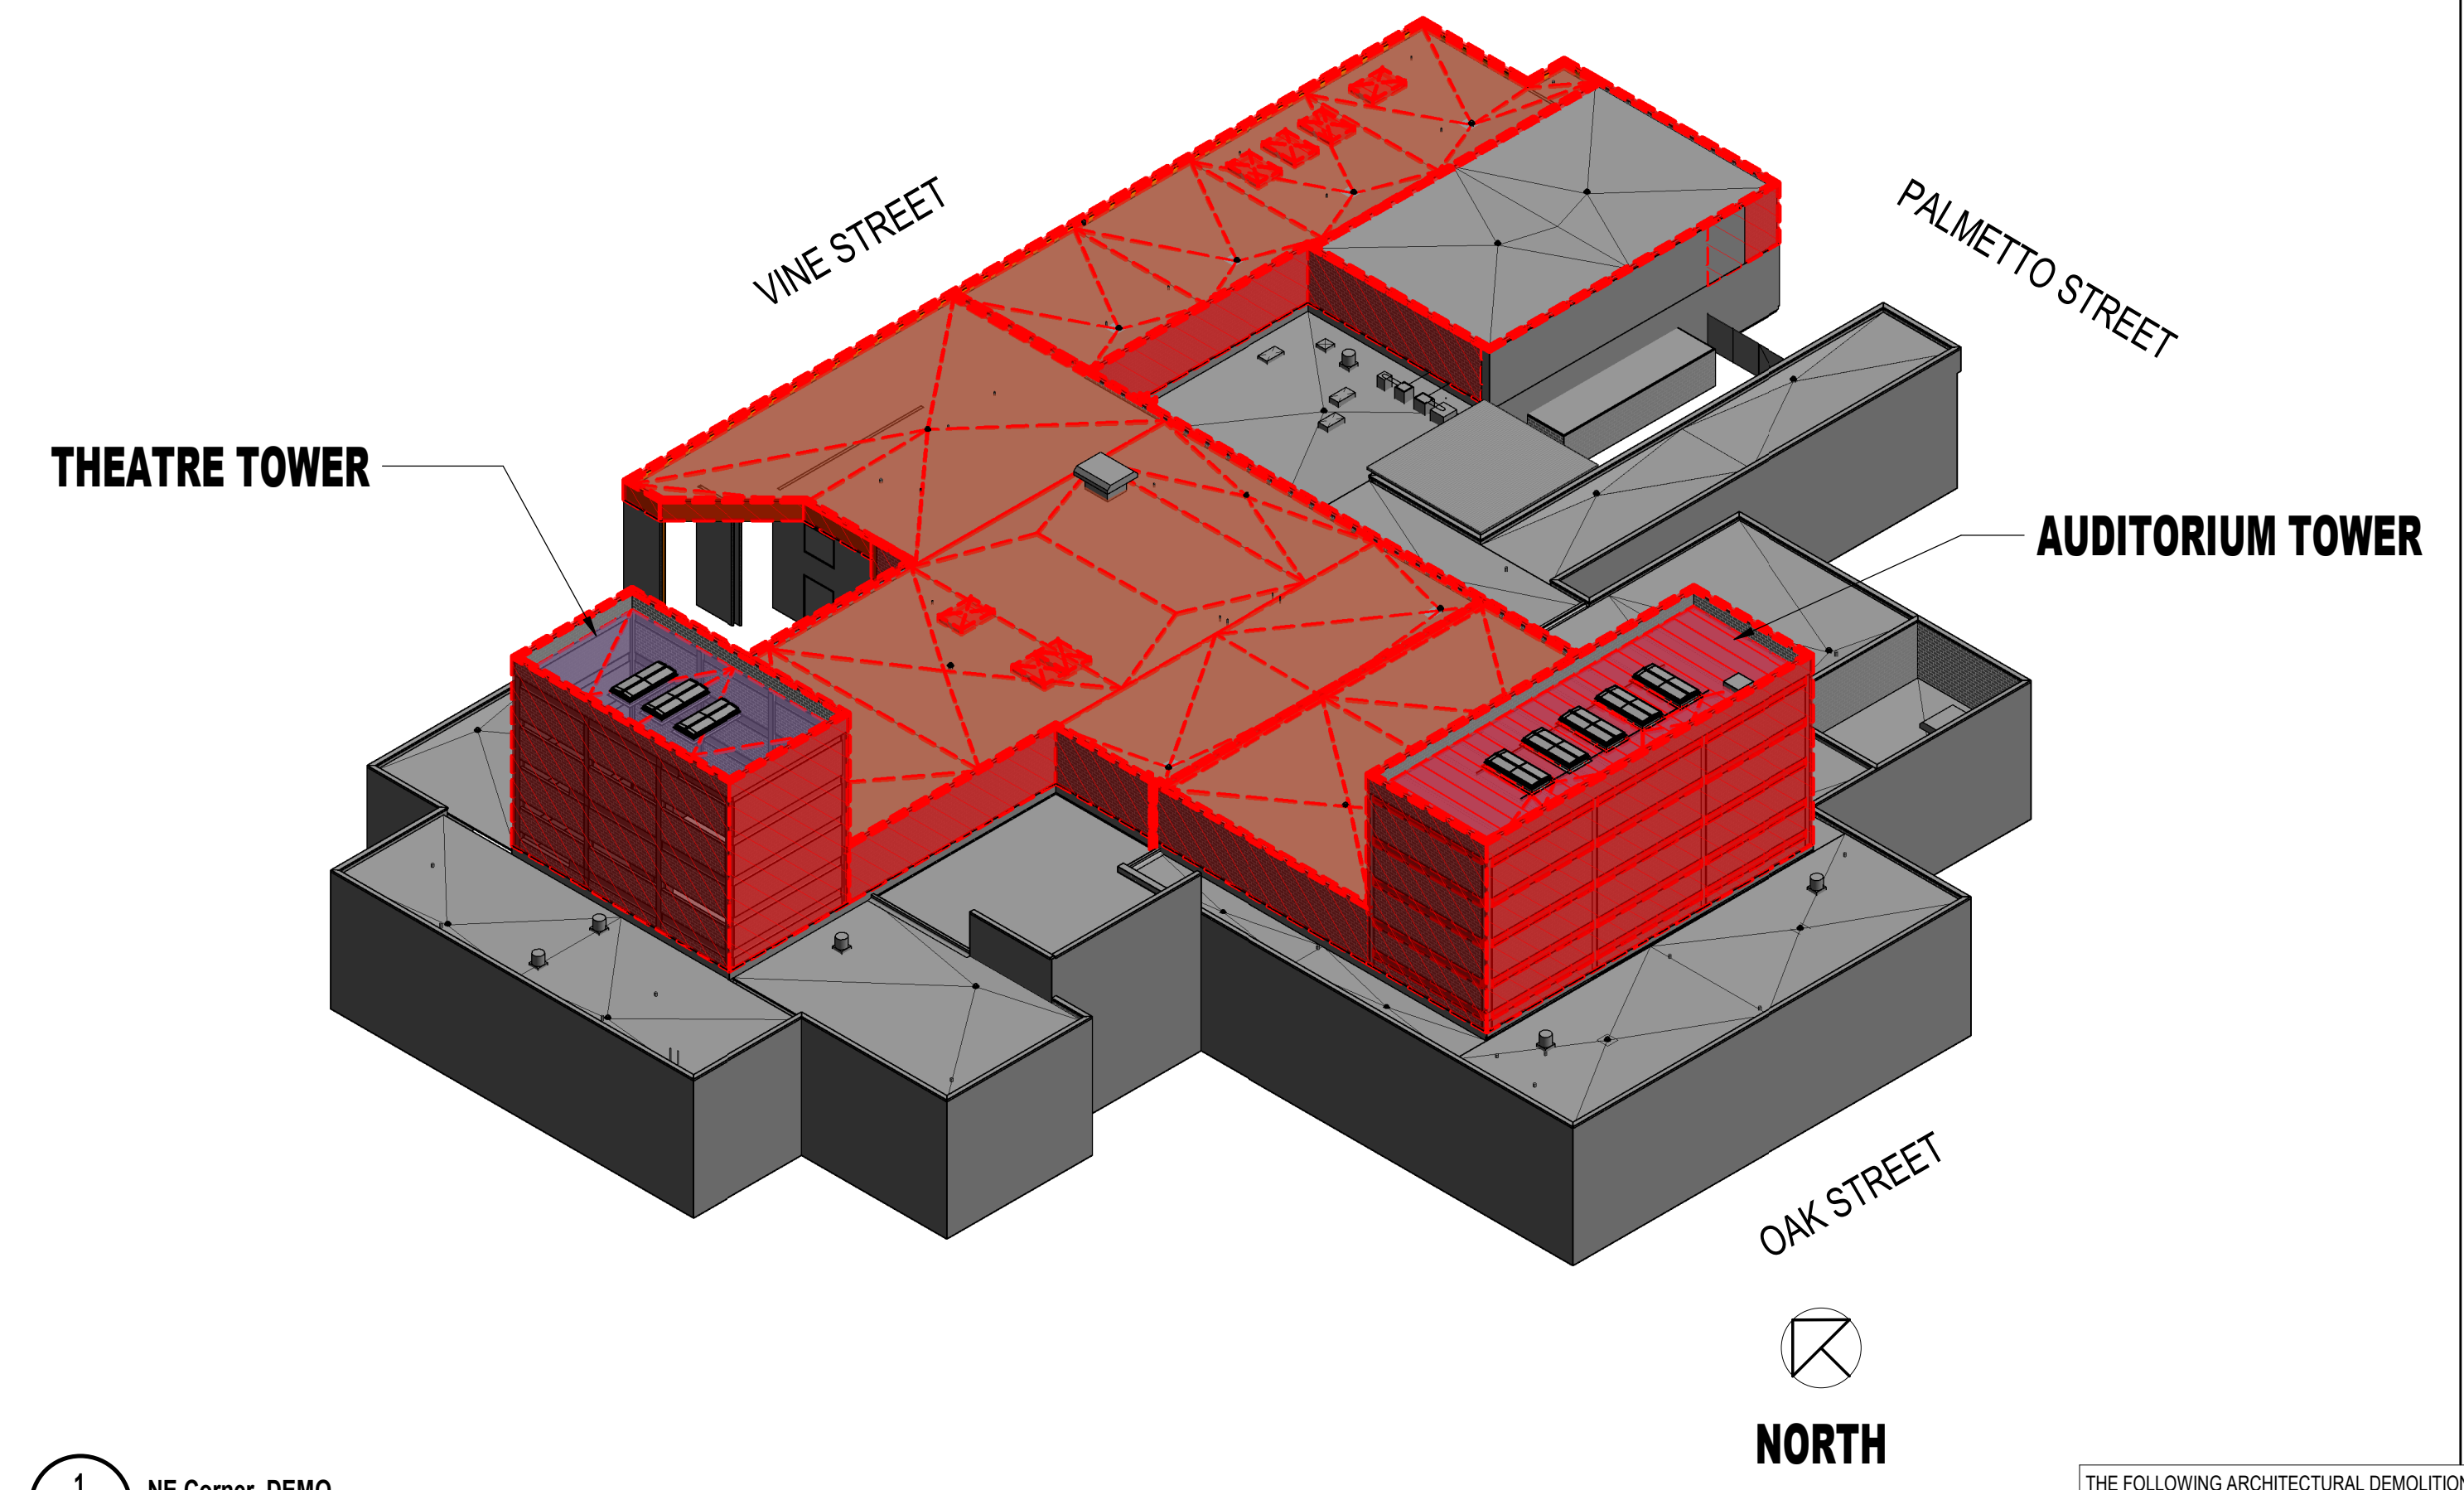 VINE STREET
PALMETTO STREET
THEATRE TOWER
AUDITORIUM TOWER
OAK STREET
NORTH
1
NE Corner DEMO
THE FOLLOWING ARCHITECTURAL DEMOLITION